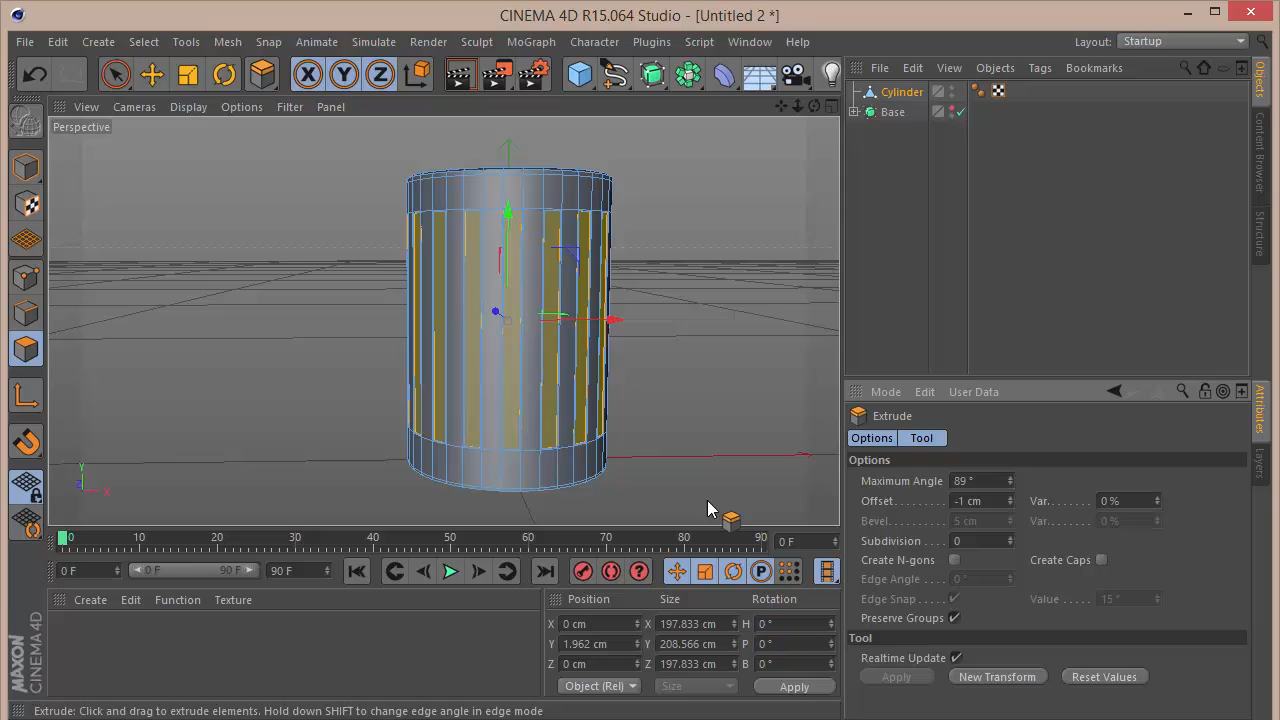 CINEMA 4D R15.064 Studio - [Untitled 2 *]
File Edit Create Select Tools Mesh Snap Animate Simulate Render Sculpt MoGraph Character Plugins Script Window Help Layout: Startup
X Y Z
File Edit View Objects Tags Bookmarks
Cylinder
Base
View Cameras Display Options Filter Panel
Perspective
Y
Z X
Objects
Content Browser
Structure
Attributes
Layers
Mode Edit User Data
Extrude
Options Tool
Options
Maximum Angle 89 °
Offset -1 cm Var. 0 %
Bevel 5 cm Var. 0 %
Subdivision 0
Create N-gons Create Caps
Edge Angle 0 °
Edge Snap Value 15 °
Preserve Groups
Tool
Realtime Update
Apply New Transform Reset Values
0 10 20 30 40 50 60 70 80 90 0 F
0 F 0 F 90 F 90 F P
Create Edit Function Texture
Position Size Rotation
X 0 cm X 197.833 cm H 0 °
Y 1.962 cm Y 208.566 cm P 0 °
Z 0 cm Z 197.833 cm B 0 °
Object (Rel) Size Apply
MAXON CINEMA 4D
Extrude: Click and drag to extrude elements. Hold down SHIFT to change edge angle in edge mode